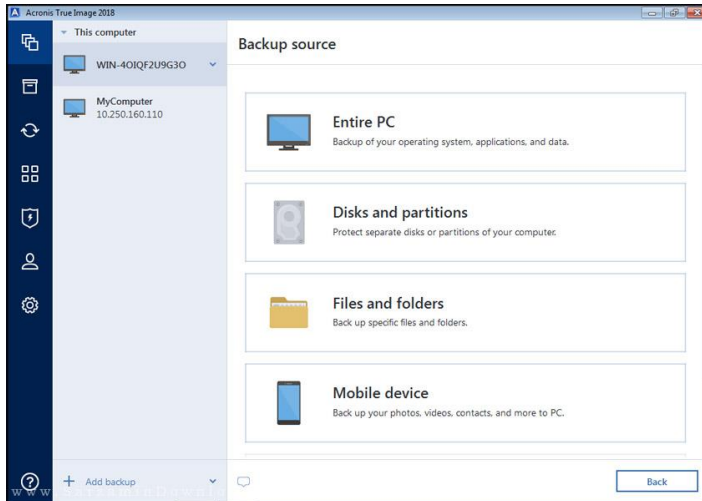 Acronis True Image 2018
This computer
WIN-4OIQF2U9G3O
MyComputer
10.250.160.110
Add backup
Backup source
Entire PC
Backup of your operating system, applications, and data.
Disks and partitions
Protect separate disks or partitions of your computer.
Files and folders
Back up specific files and folders.
Mobile device
Back up your photos, videos, contacts, and more to PC.
Back